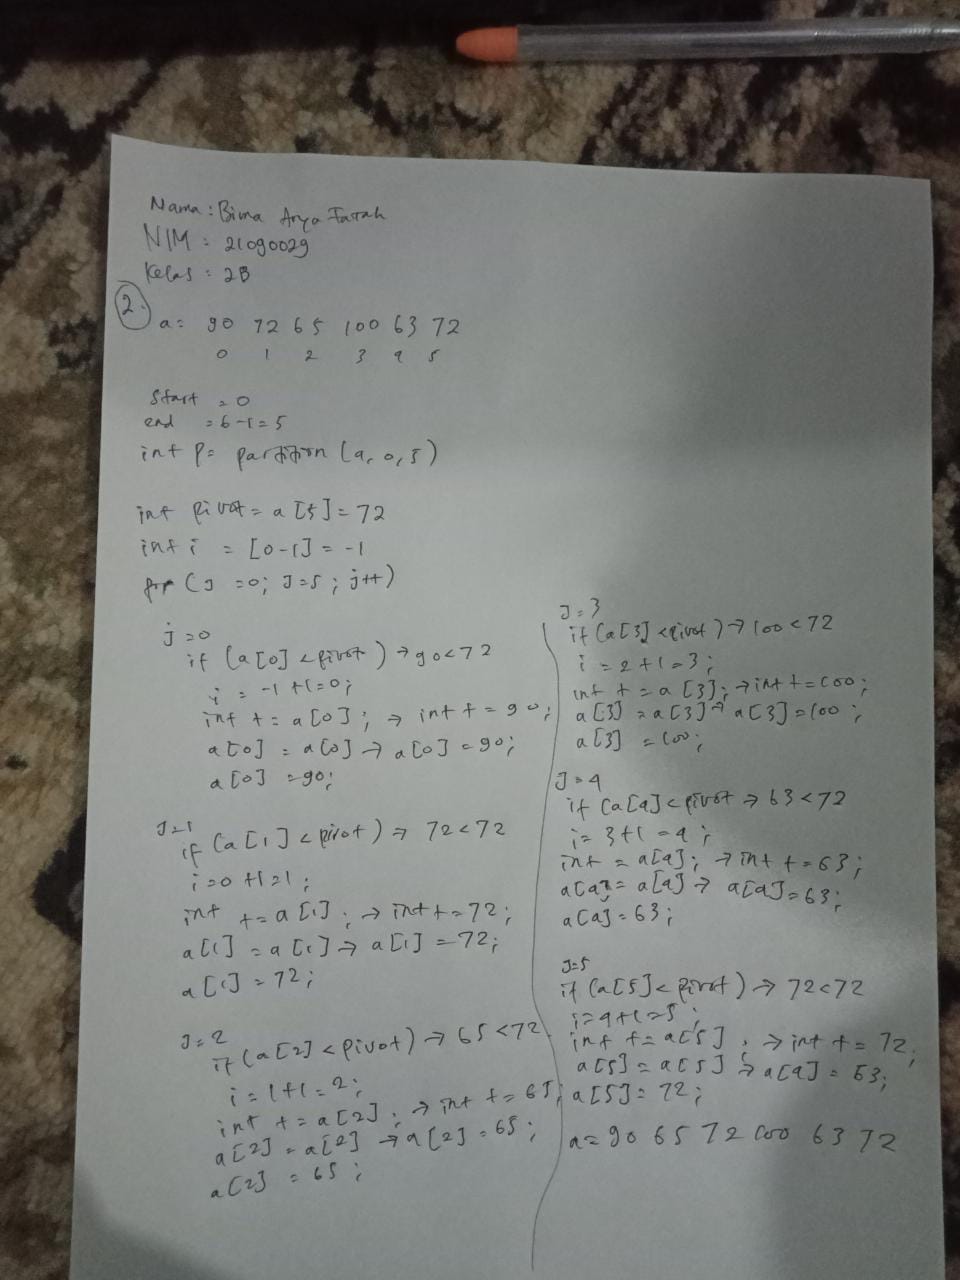 Nama : Bima Arya Farah
NIM : 21090029
Kelas : 2B
2.
a = 90 72 65 100 63 72
0 1 2 3 4 5
Start = 0
end = 6-1 = 5
int p = partition (a, 0, 5)
int pivot = a [5] = 72
int i = [0-1] = -1
for (J = 0; J = 5 ; j++)
j = 0
if (a [0] < pivot ) → 90 < 72
i = -1 +1 = 0;
int t = a [0] ; → int t = 90;
a [0] = a [0] → a [0] = 90;
a [0] = 90;
J=1
if (a [1] < pivot ) → 72 < 72
i = 0 +1 = 1 ;
int t = a [1] ; → int t = 72;
a [1] = a [1] → a [1] = 72;
a [1] = 72;
J = 2
if (a [2] < pivot) → 65 < 72
i = 1+1 = 2;
int t = a [2] ; → int t = 65;
a [2] = a [2] → a [2] = 65 ;
a [2] = 65 ;
J = 3
if (a [3] < pivot ) → 100 < 72
i = 2 +1 = 3 ;
int t = a [3]; → int t = 100;
a [3] = a [3] → a [3] = 100 ;
a [3] = 100;
J = 4
if (a [4] < pivot → 63 < 72
i = 3 +1 = 4 ;
int = a [4] ; → int t = 63 ;
a [4] = a [4] → a [4] = 63;
a [4] = 63 ;
J=5
if (a [5] < pivot ) → 72 < 72
i = 4 +1 = 5 ;
int t = a [5] ; → int t = 72;
a [5] = a [5] → a [4] = 63;
a [5] = 72 ;
a = 90 65 72 100 63 72